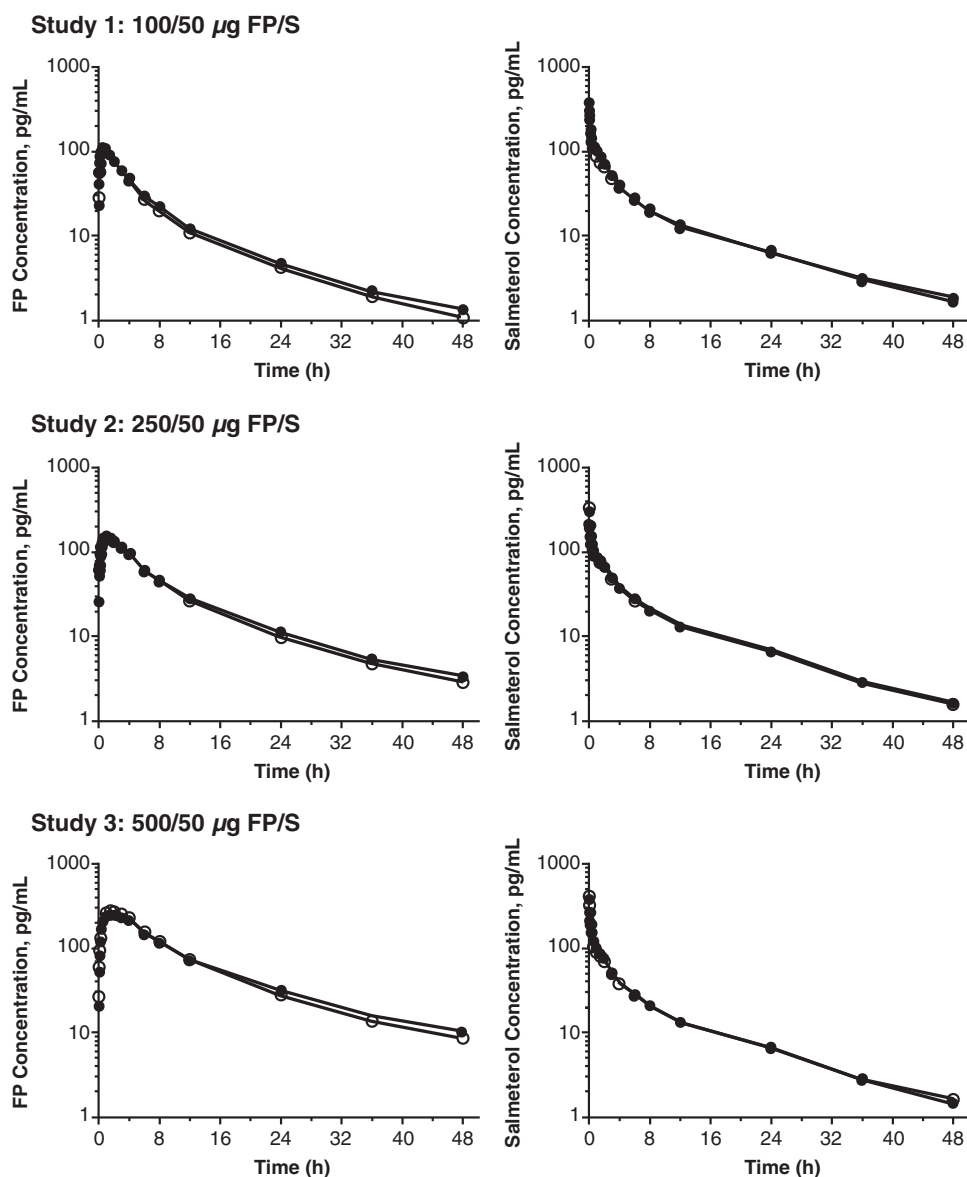 Study 1: 100/50 µg FP/S
FP Concentration, pg/mL
1000
100
10
1
0 8 16 24 32 40 48
Time (h)
Salmeterol Concentration, pg/mL
1000
100
10
1
0 8 16 24 32 40 48
Time (h)
Study 2: 250/50 µg FP/S
FP Concentration, pg/mL
1000
100
10
1
0 8 16 24 32 40 48
Time (h)
Salmeterol Concentration, pg/mL
1000
100
10
1
0 8 16 24 32 40 48
Time (h)
Study 3: 500/50 µg FP/S
FP Concentration, pg/mL
1000
100
10
1
0 8 16 24 32 40 48
Time (h)
Salmeterol Concentration, pg/mL
1000
100
10
1
0 8 16 24 32 40 48
Time (h)